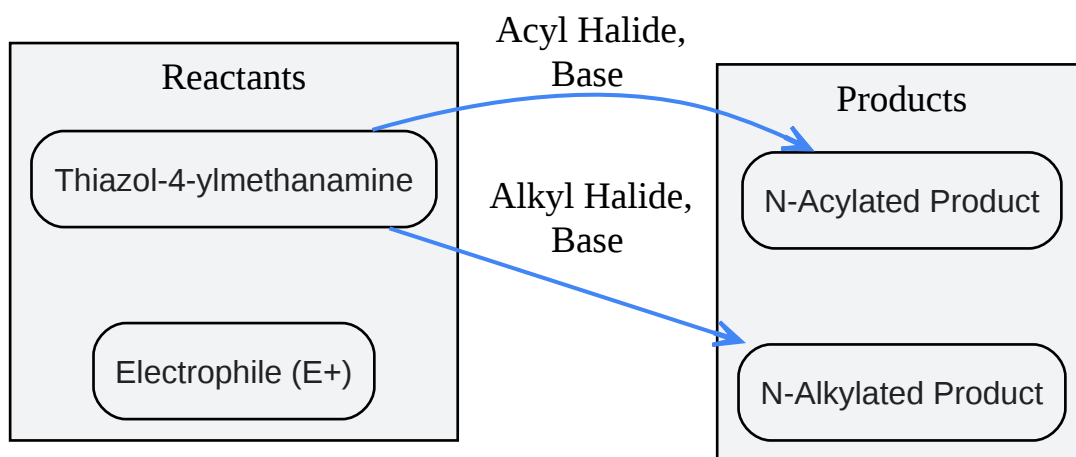 Reactants
Thiazol-4-ylmethanamine
Electrophile (E+)
Acyl Halide,
Base
Alkyl Halide,
Base
Products
N-Acylated Product
N-Alkylated Product